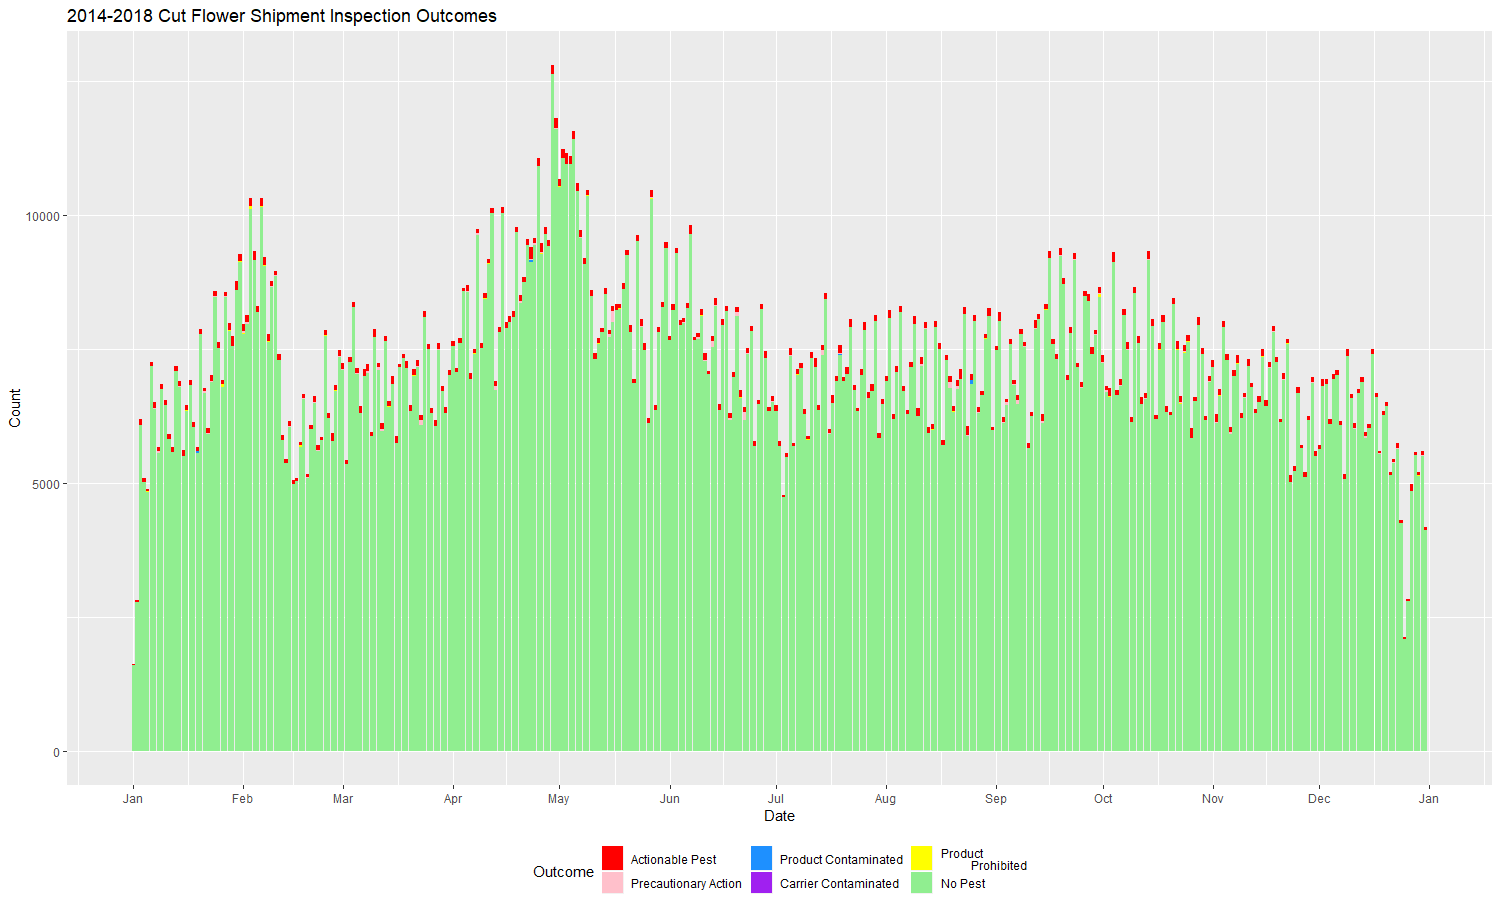 2014-2018 Cut Flower Shipment Inspection Outcomes
Count
10000
5000
0
Jan Feb Mar Apr May Jun Jul Aug Sep Oct Nov Dec Jan
Date
Outcome
Actionable Pest
Precautionary Action
Product Contaminated
Carrier Contaminated
Product
Prohibited
No Pest